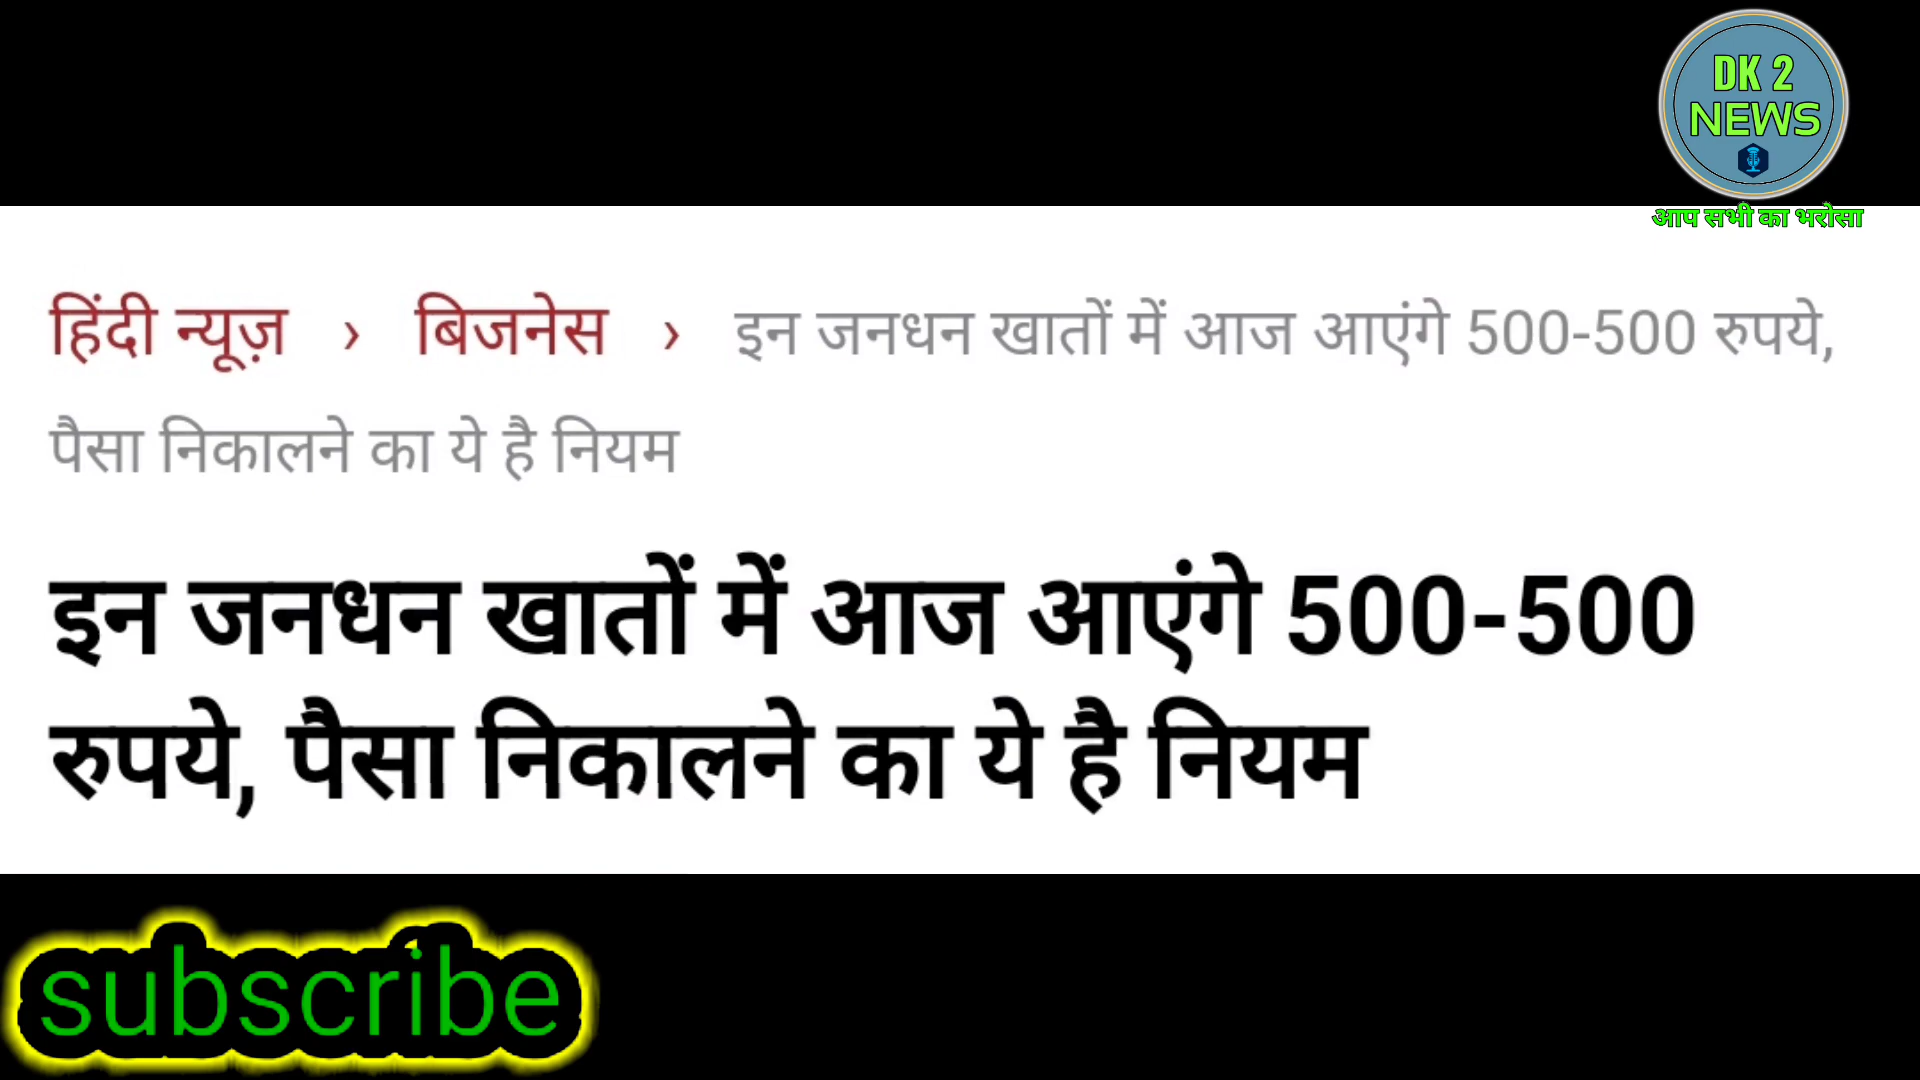 DK 2
NEWS
आप सभी का भरोसा
हिंदी न्यूज़ › बिजनेस › इन जनधन खातों में आज आएंगे 500-500 रुपये,
पैसा निकालने का ये है नियम
इन जनधन खातों में आज आएंगे 500-500
रुपये, पैसा निकालने का ये है नियम
subscribe